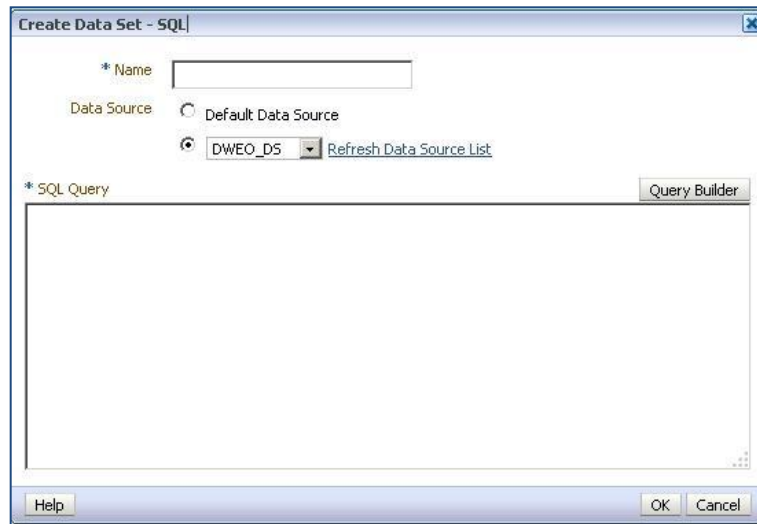 Create Data Set - SQL
* Name
Data Source
Default Data Source
DWEO_DS Refresh Data Source List
* SQL Query
Query Builder
Help OK Cancel